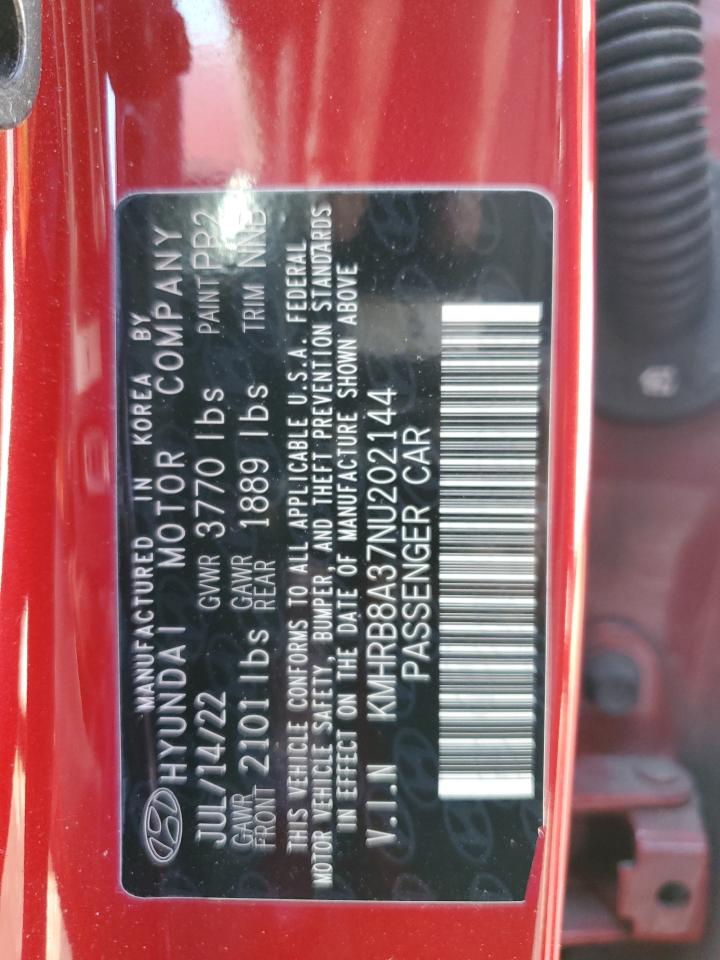 MANUFACTURED IN KOREA BY
HYUNDAI MOTOR COMPANY
JUL/14/22 GVWR 3770 lbs PAINT PB2
GAWR FRONT 2101 lbs GAWR REAR 1889 lbs TRIM NNB
THIS VEHICLE CONFORMS TO ALL APPLICABLE U.S.A. FEDERAL
MOTOR VEHICLE SAFETY, BUMPER, AND THEFT PREVENTION STANDARDS
IN EFFECT ON THE DATE OF MANUFACTURE SHOWN ABOVE
V.I.N KMHRB8A37NU202144
PASSENGER CAR